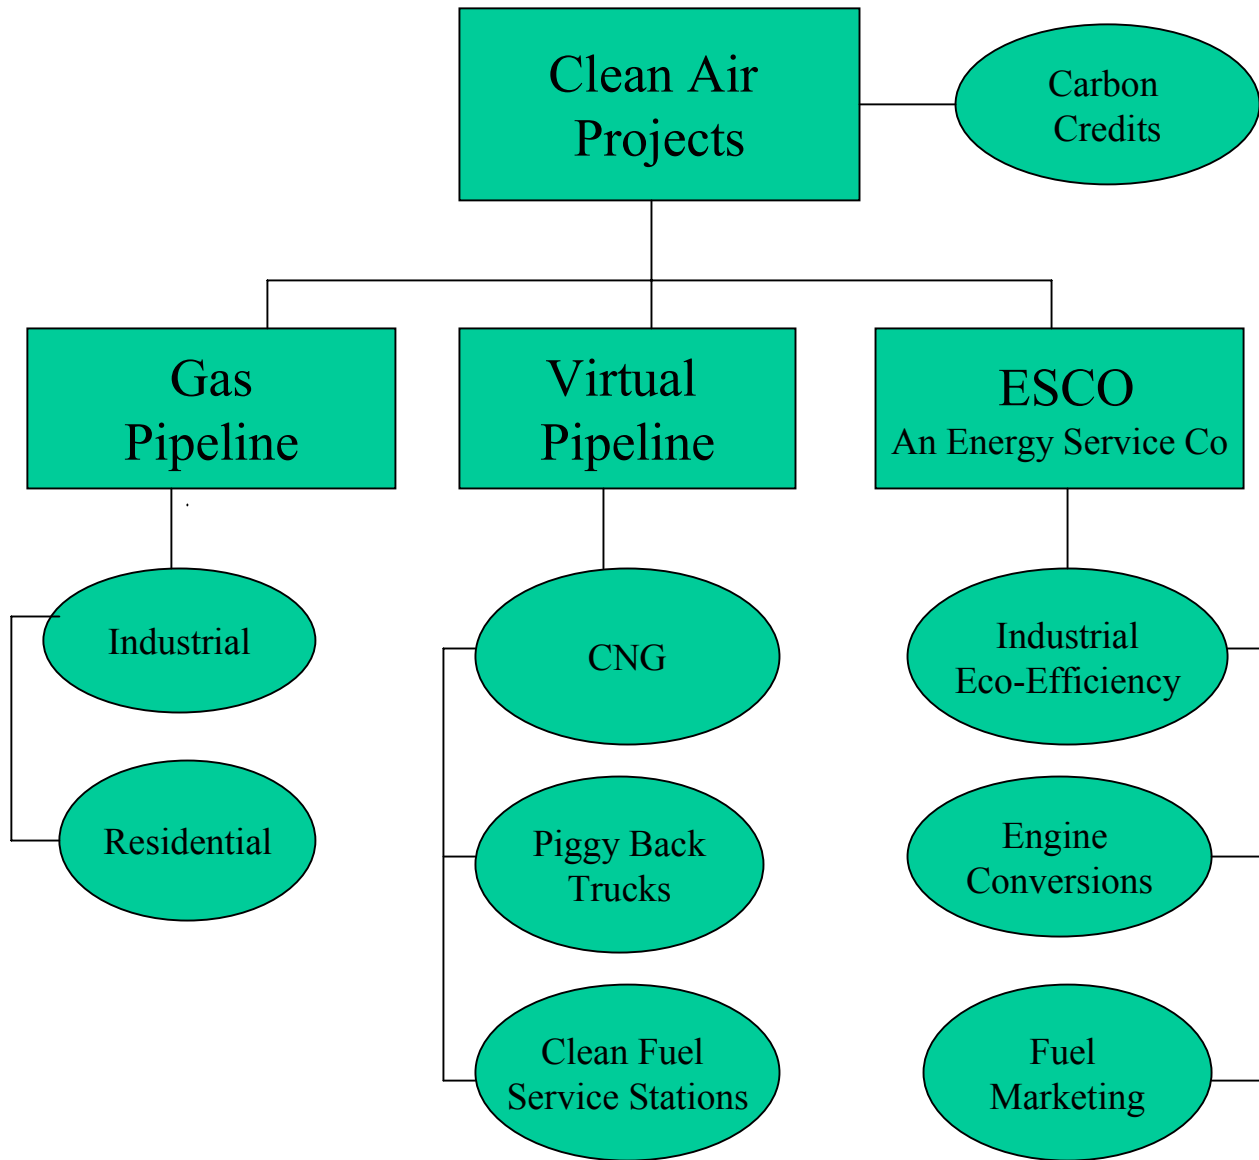 Clean Air
Projects
Carbon
Credits
Gas
Pipeline
Virtual
Pipeline
ESCO
An Energy Service Co
Industrial
Residential
CNG
Piggy Back
Trucks
Clean Fuel
Service Stations
Industrial
Eco-Efficiency
Engine
Conversions
Fuel
Marketing